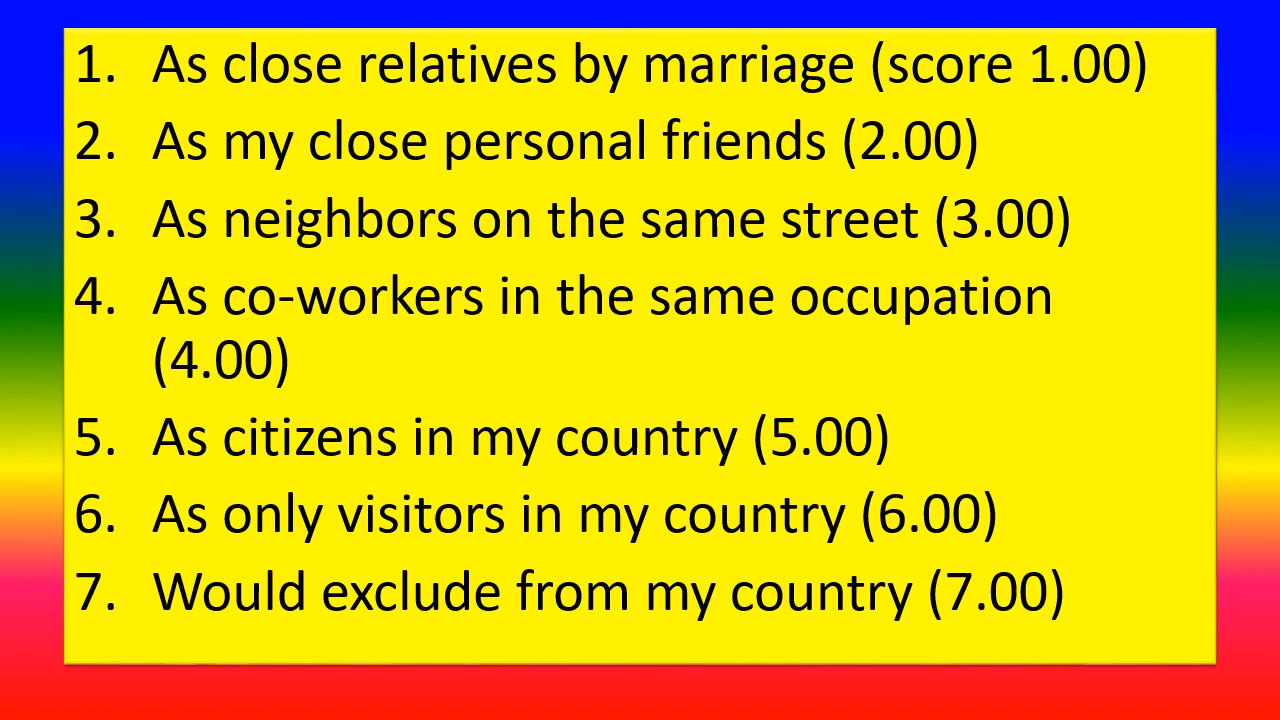 1. As close relatives by marriage (score 1.00)
2. As my close personal friends (2.00)
3. As neighbors on the same street (3.00)
4. As co-workers in the same occupation
(4.00)
5. As citizens in my country (5.00)
6. As only visitors in my country (6.00)
7. Would exclude from my country (7.00)